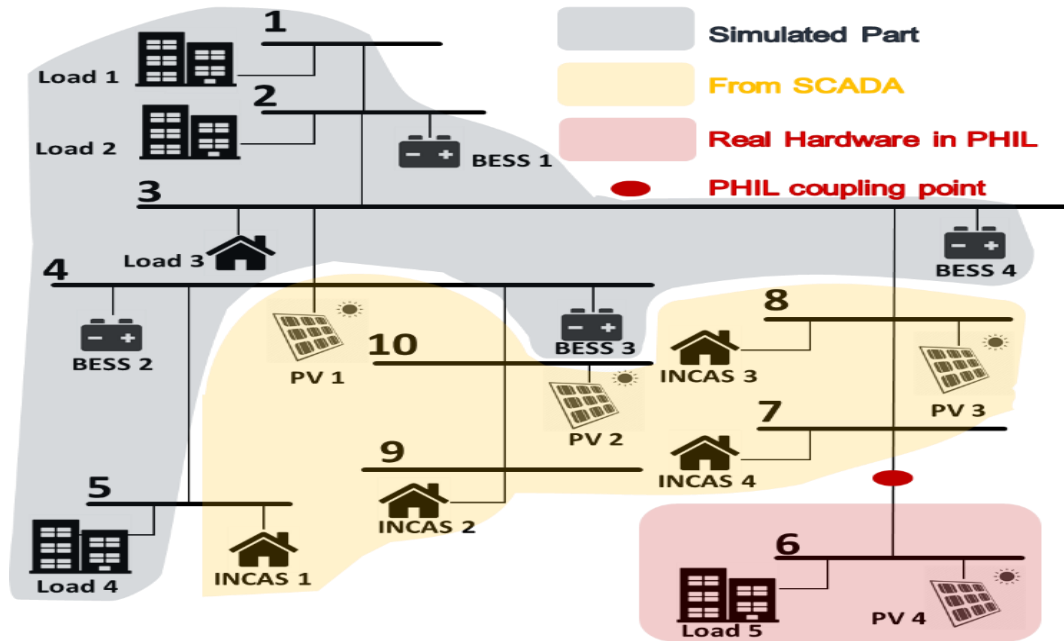 1
Simulated Part
Load 1
From SCADA
2
Load 2
Real Hardware in PHIL
BESS 1
3
PHIL coupling point
Load 3
4
BESS 4
8
BESS 2
10
BESS 3
PV 1
INCAS 3
PV 3
7
PV 2
9
5
INCAS 4
INCAS 2
6
INCAS 1
Load 4
PV 4
Load 5